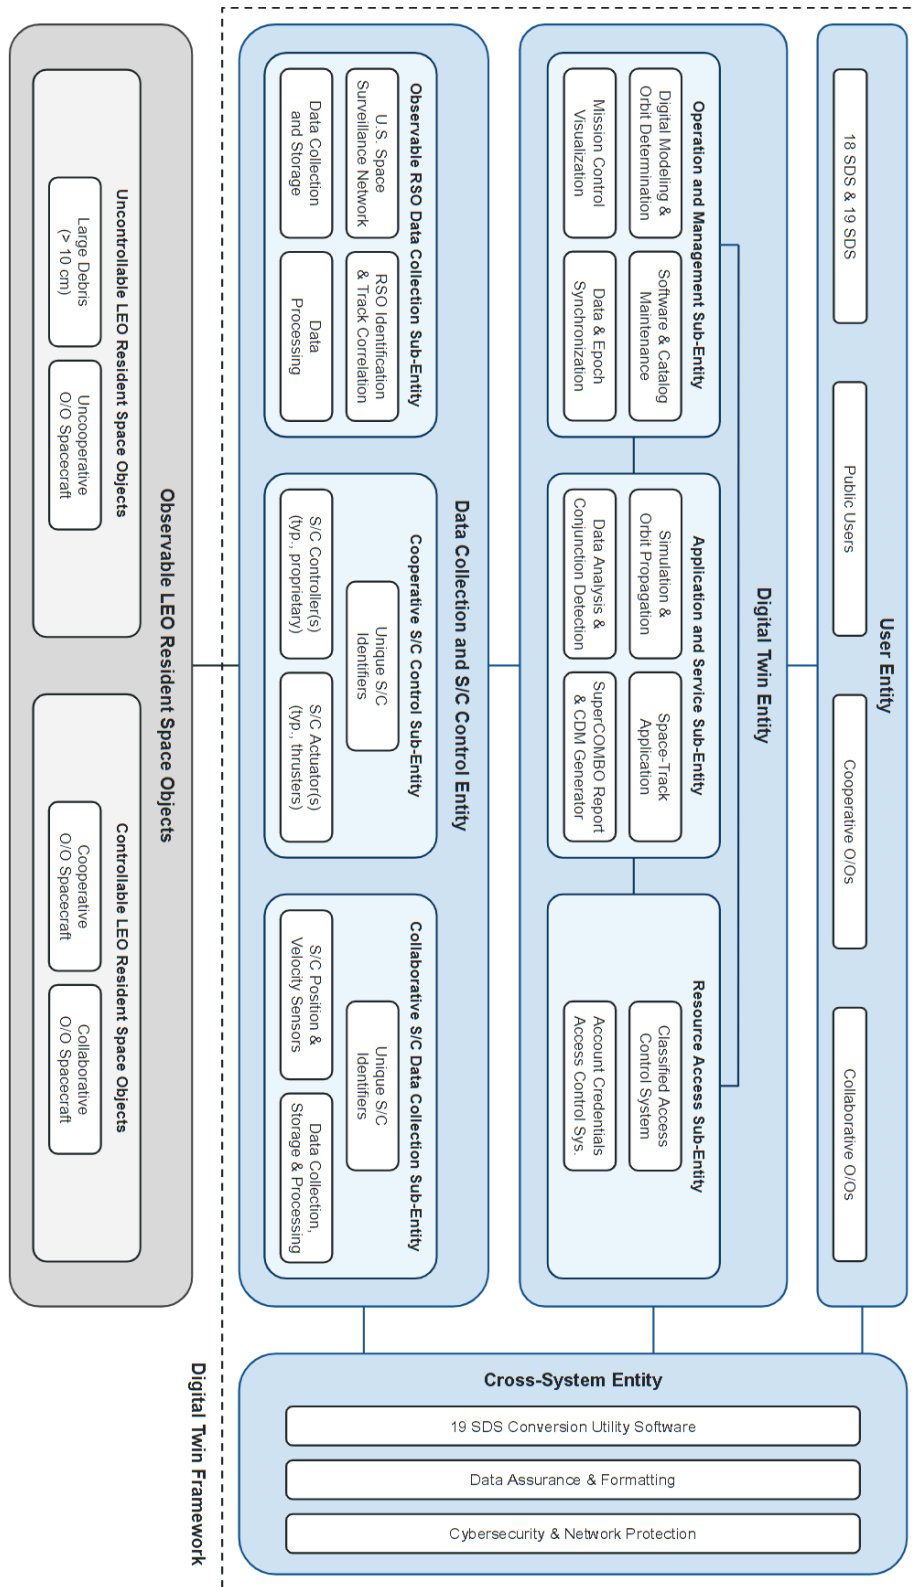 User Entity
18 SDS & 19 SDS
Public Users
Cooperative O/Os
Collaborative O/Os
Digital Twin Entity
Operation and Management Sub-Entity
Digital Modeling &
Orbit Determination
Software & Catalog
Maintenance
Mission Control
Visualization
Data & Epoch
Synchronization
Application and Service Sub-Entity
Simulation &
Orbit Propagation
Space-Track
Application
Data Analysis &
Conjunction Detection
SuperCOMBO Report
& CDM Generator
Resource Access Sub-Entity
Classified Access
Control System
Account Credentials
Access Control Sys.
Data Collection and S/C Control Entity
Observable RSO Data Collection Sub-Entity
U.S. Space
Surveillance Network
RSO Identification
& Track Correlation
Data Collection
and Storage
Data
Processing
Cooperative S/C Control Sub-Entity
Unique S/C
Identifiers
S/C Controller(s)
(typ., proprietary)
S/C Actuator(s)
(typ., thrusters)
Collaborative S/C Data Collection Sub-Entity
Unique S/C
Identifiers
S/C Position &
Velocity Sensors
Data Collection,
Storage & Processing
Cross-System Entity
19 SDS Conversion Utility Software
Data Assurance & Formatting
Cybersecurity & Network Protection
Digital Twin Framework
Observable LEO Resident Space Objects
Uncontrollable LEO Resident Space Objects
Large Debris
(> 10 cm)
Uncooperative
O/O Spacecraft
Controllable LEO Resident Space Objects
Cooperative
O/O Spacecraft
Collaborative
O/O Spacecraft